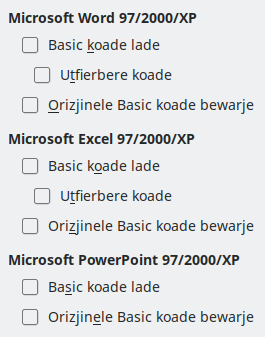 Microsoft Word 97/2000/XP
Basic koade lade
Utfierbere koade
Orizjinele Basic koade bewarje
Microsoft Excel 97/2000/XP
Basic koade lade
Utfierbere koade
Orizjinele Basic koade bewarje
Microsoft PowerPoint 97/2000/XP
Basic koade lade
Orizjinele Basic koade bewarje